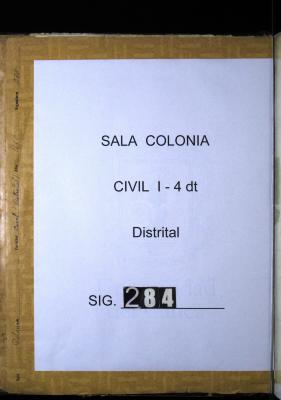 SALA COLONIA
CIVIL I - 4 dt
Distrital
SIG. 284